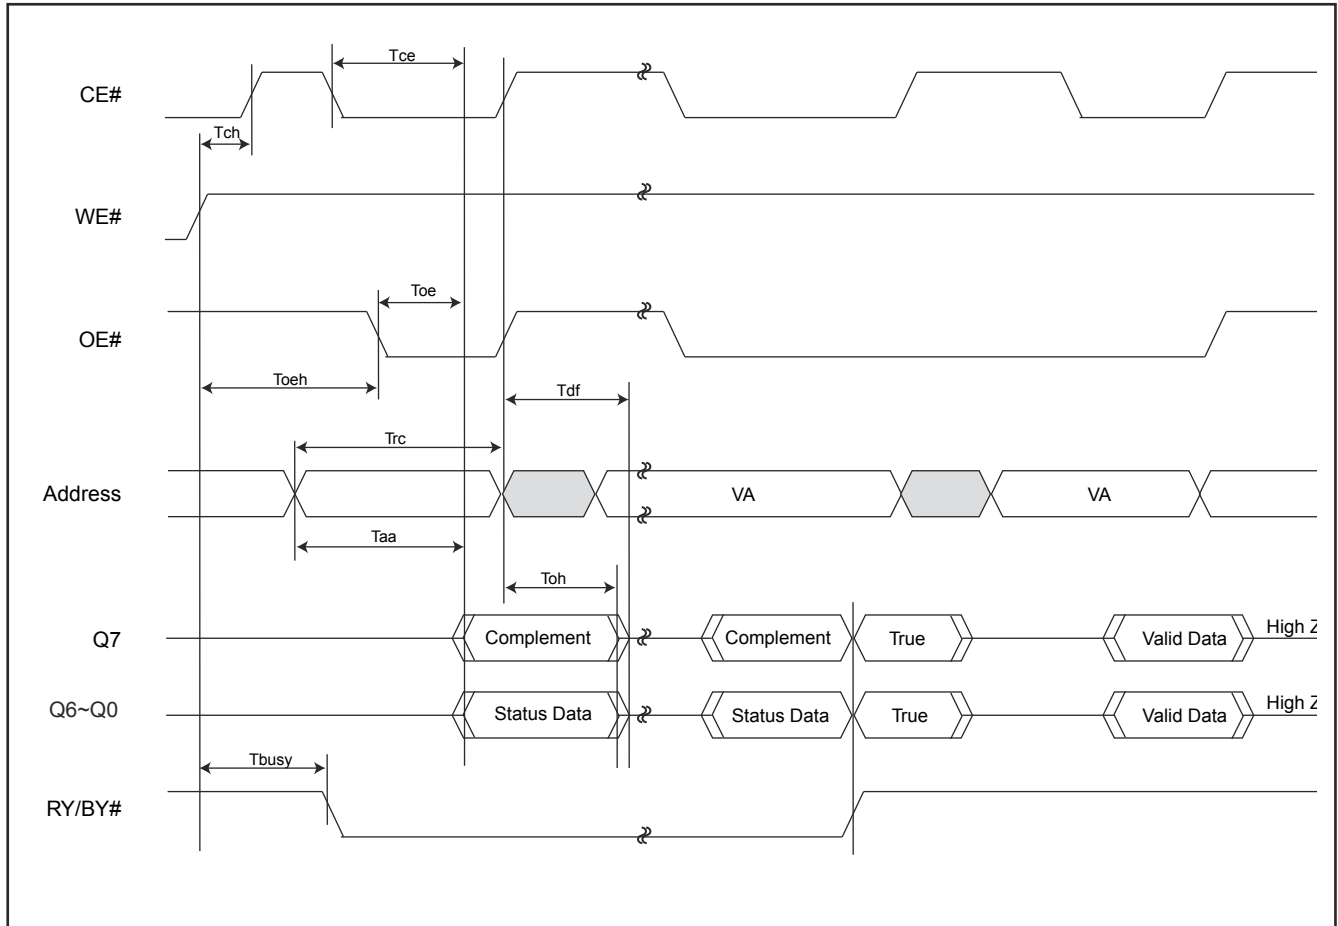 Tce
CE#
Tch
WE#
Toe
OE#
Toeh
Tdf
Trc
Address VA VA
Taa
Toh
Q7 Complement Complement True Valid Data High Z
Q6~Q0 Status Data Status Data True Valid Data High Z
Tbusy
RY/BY#